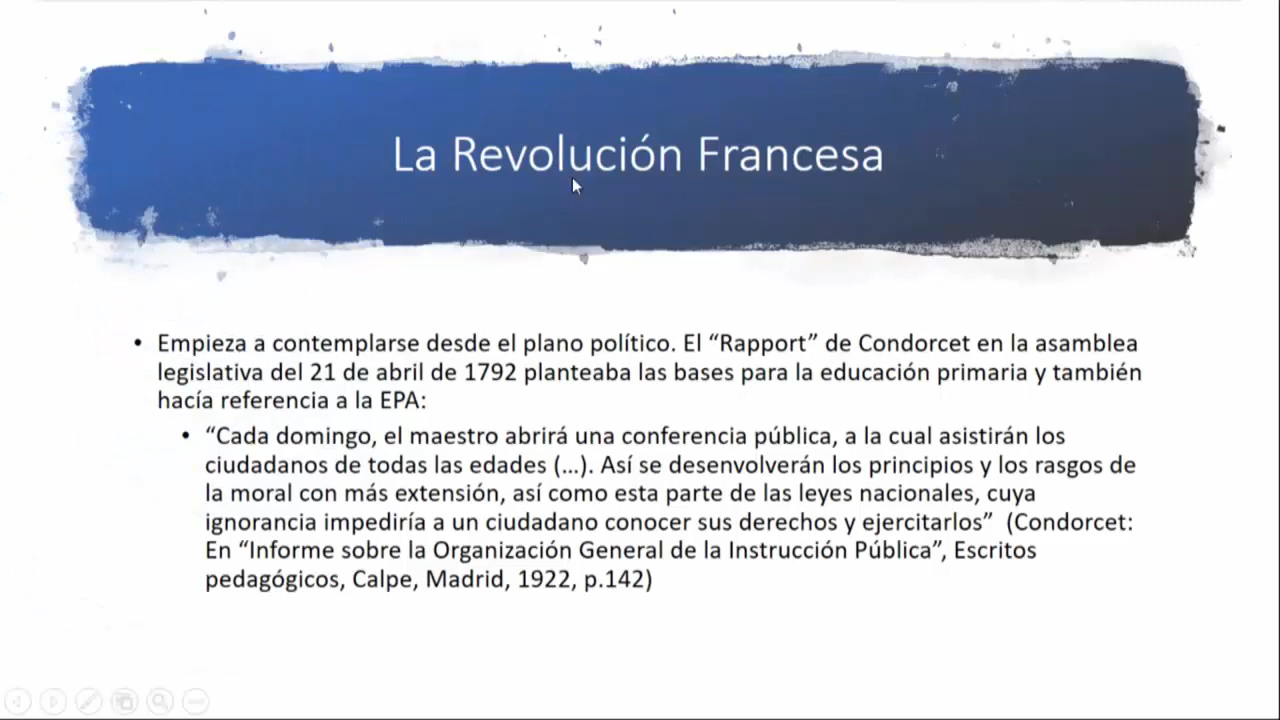 La Revolución Francesa
• Empieza a contemplarse desde el plano político. El “Rapport” de Condorcet en la asamblea
legislativa del 21 de abril de 1792 planteaba las bases para la educación primaria y también
hacía referencia a la EPA:
• “Cada domingo, el maestro abrirá una conferencia pública, a la cual asistirán los
ciudadanos de todas las edades (…). Así se desenvolverán los principios y los rasgos de
la moral con más extensión, así como esta parte de las leyes nacionales, cuya
ignorancia impediría a un ciudadano conocer sus derechos y ejercitarlos” (Condorcet:
En “Informe sobre la Organización General de la Instrucción Pública”, Escritos
pedagógicos, Calpe, Madrid, 1922, p.142)